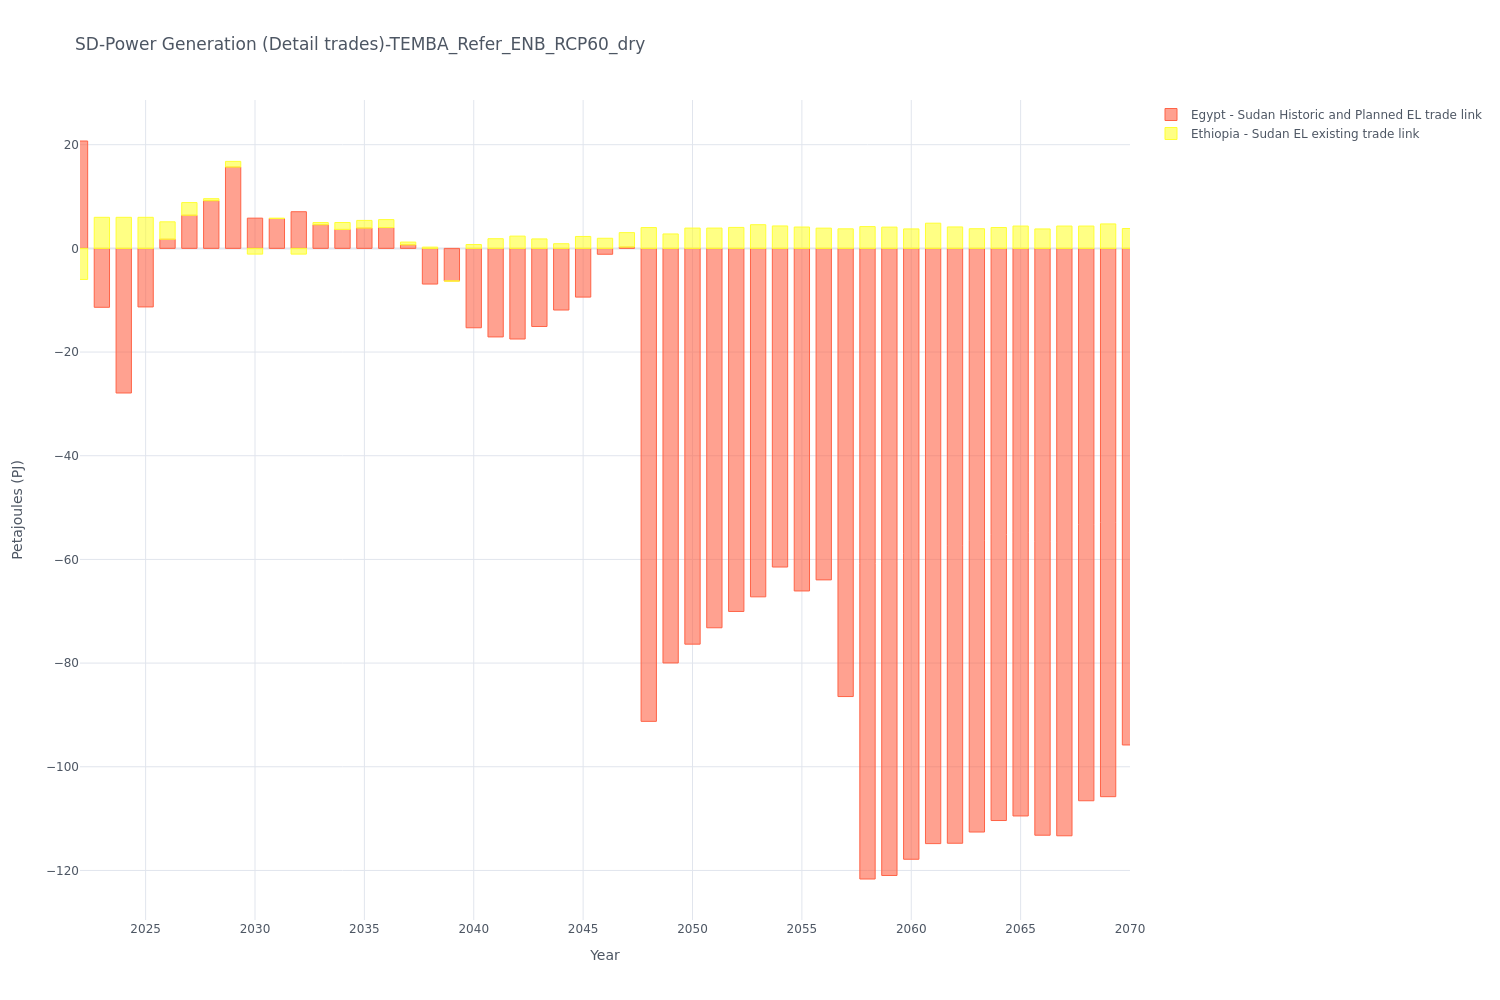 SD-Power Generation (Detail trades)-TEMBA_Refer_ENB_RCP60_dry
Egypt - Sudan Historic and Planned EL trade link
Ethiopia - Sudan EL existing trade link
20
0
−20
−40
−60
−80
−100
−120
Petajoules (PJ)
2025 2030 2035 2040 2045 2050 2055 2060 2065 2070
Year